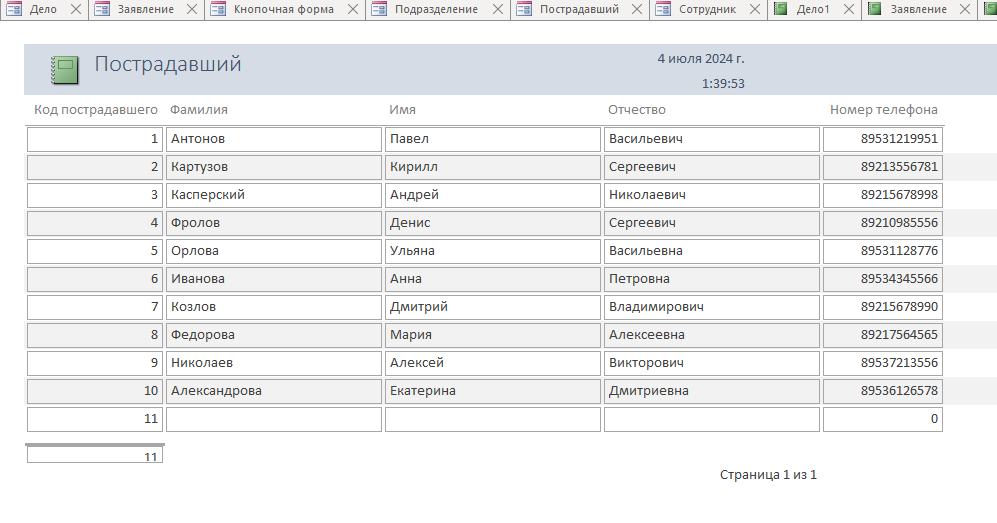 Дело Заявление Кнопочная форма Подразделение Пострадавший Сотрудник Дело1 Заявление
Пострадавший
4 июля 2024 г.
1:39:53
Код пострадавшего Фамилия Имя Отчество Номер телефона
1 Антонов Павел Васильевич 89531219951
2 Картузов Кирилл Сергеевич 89213556781
3 Касперский Андрей Николаевич 89215678998
4 Фролов Денис Сергеевич 89210985556
5 Орлова Ульяна Васильевна 89531128776
6 Иванова Анна Петровна 89534345566
7 Козлов Дмитрий Владимирович 89215678990
8 Федорова Мария Алексеевна 89217564565
9 Николаев Алексей Викторович 89537213556
10 Александрова Екатерина Дмитриевна 89536126578
11 0
11
Страница 1 из 1